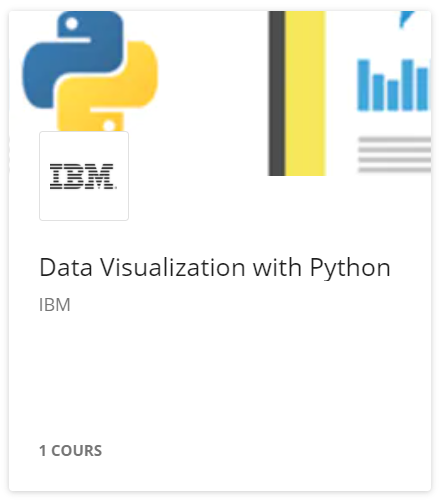 IBM
Data Visualization with Python
IBM
1 COURS